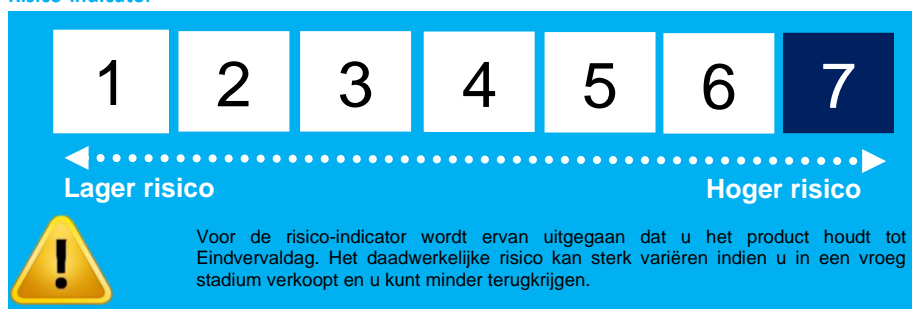 1 2 3 4 5 6 7
Lager risico Hoger risico
Voor de risico-indicator wordt ervan uitgegaan dat u het product houdt tot
Eindvervaldag. Het daadwerkelijke risico kan sterk variëren indien u in een vroeg
stadium verkoopt en u kunt minder terugkrijgen.